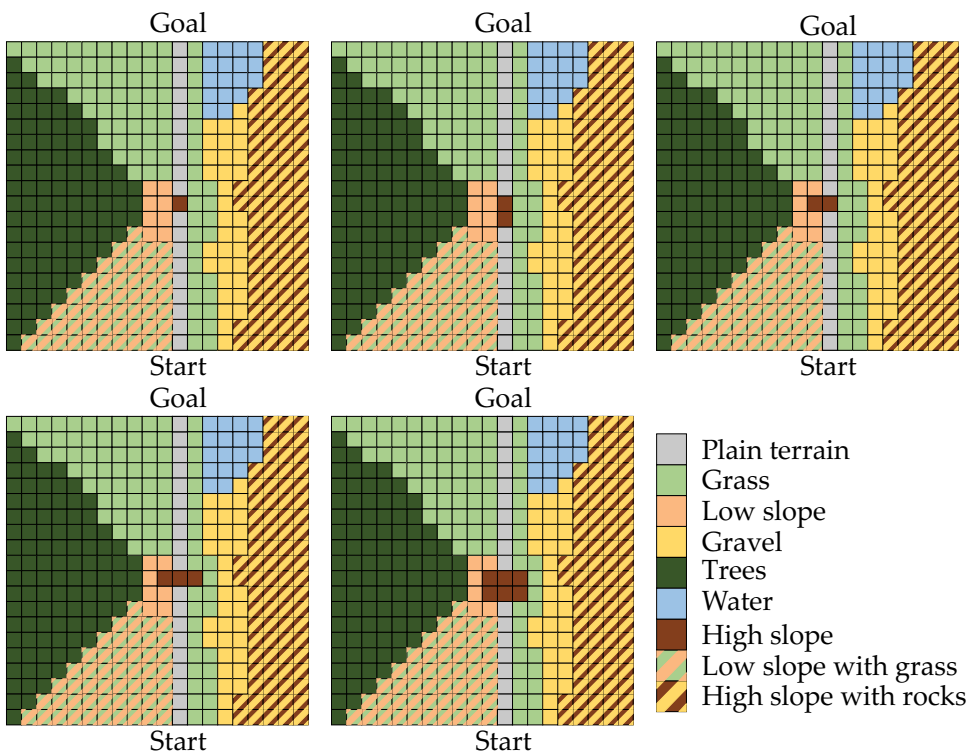 Goal
Goal
Goal
Start
Start
Start
Goal
Goal
Start
Start
Plain terrain
Grass
Low slope
Gravel
Trees
Water
High slope
Low slope with grass
High slope with rocks